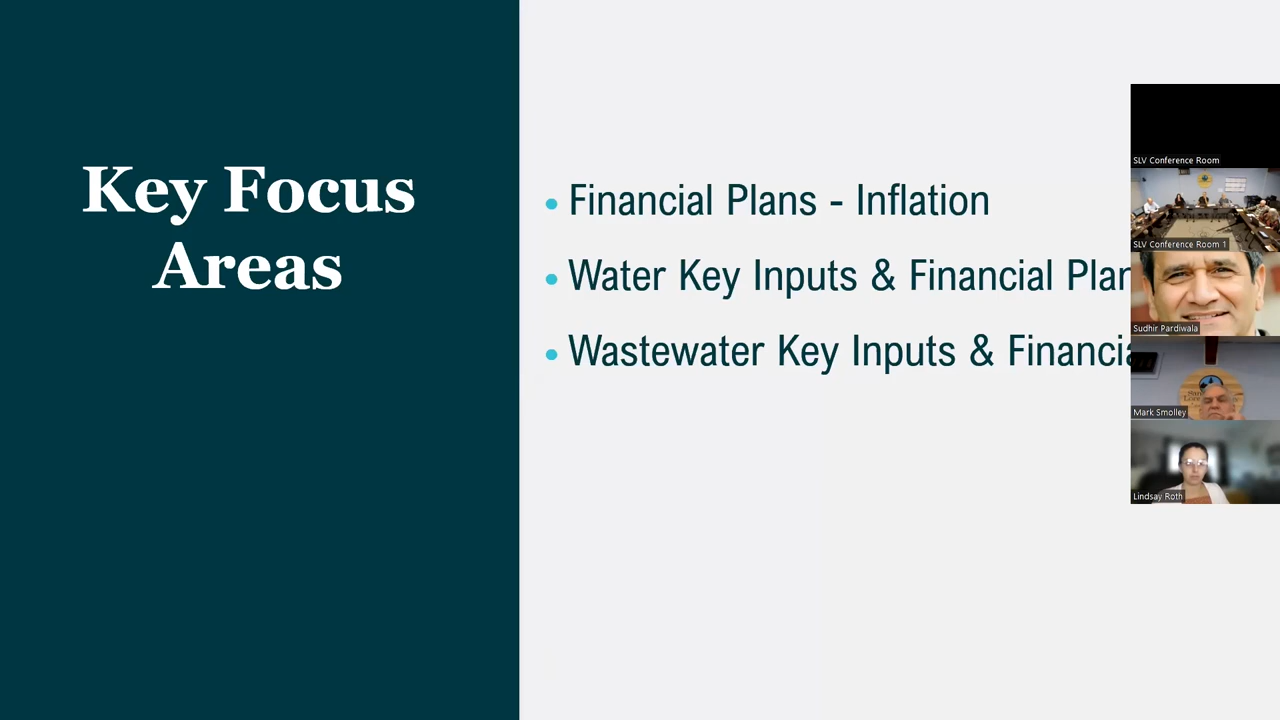 Key Focus
Areas
• Financial Plans - Inflation
• Water Key Inputs & Financial Plan
• Wastewater Key Inputs &
SLV Conference Room
SLV Conference Room 1
Sudhir Pardiwala
Mark Smolley
Lindsay Roth